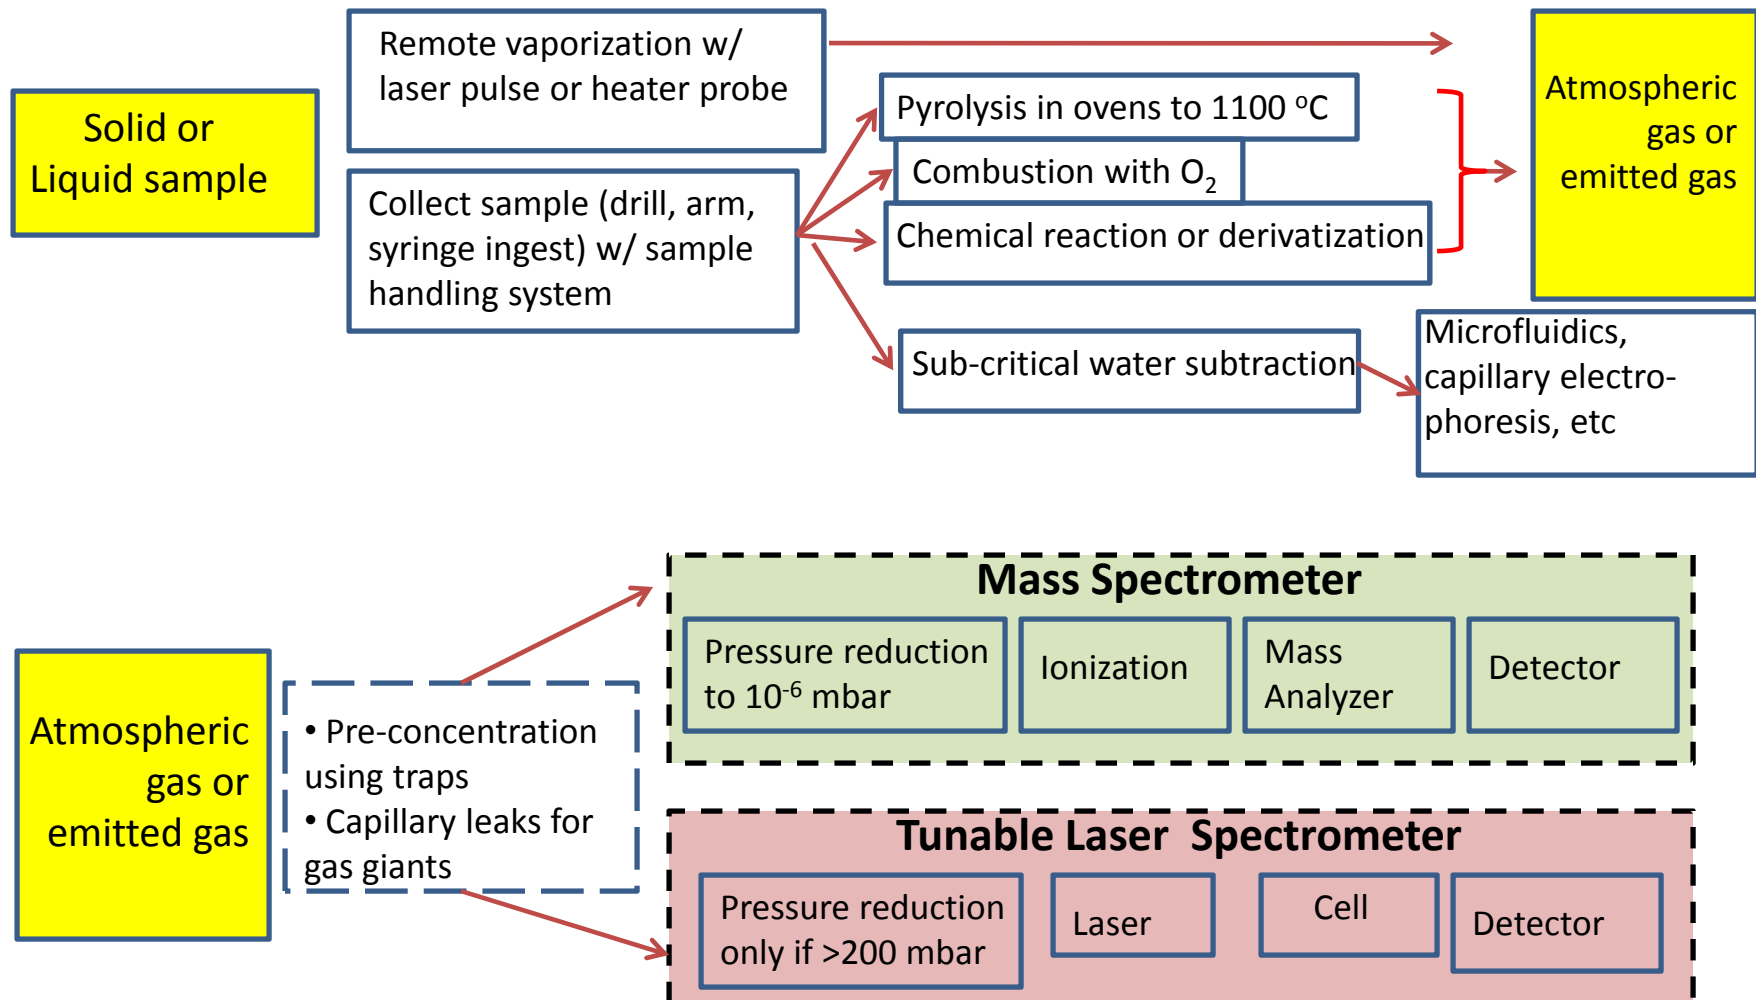 Remote vaporization w/
laser pulse or heater probe
Solid or
Liquid sample
Collect sample (drill, arm,
syringe ingest) w/ sample
handling system
Pyrolysis in ovens to 1100 °C
Combustion with O₂
Chemical reaction or derivatization
Sub-critical water subtraction
Atmospheric
gas or
emitted gas
Microfluidics,
capillary electro-
phoresis, etc
Atmospheric
gas or
emitted gas
• Pre-concentration
using traps
• Capillary leaks for
gas giants
Mass Spectrometer
Pressure reduction
to 10⁻⁶ mbar
Ionization
Mass
Analyzer
Detector
Tunable Laser Spectrometer
Pressure reduction
only if >200 mbar
Laser
Cell
Detector